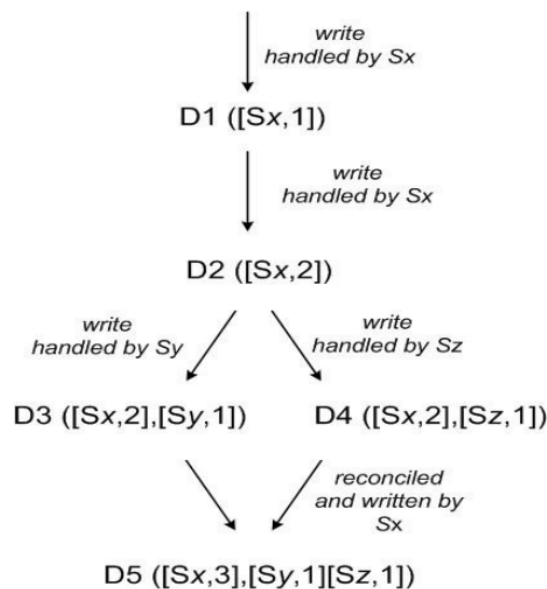 write
handled by Sx
D1 ([Sx,1])
write
handled by Sx
D2 ([Sx,2])
write
handled by Sy
write
handled by Sz
D3 ([Sx,2],[Sy,1])
D4 ([Sx,2],[Sz,1])
reconciled
and written by
Sx
D5 ([Sx,3],[Sy,1][Sz,1])